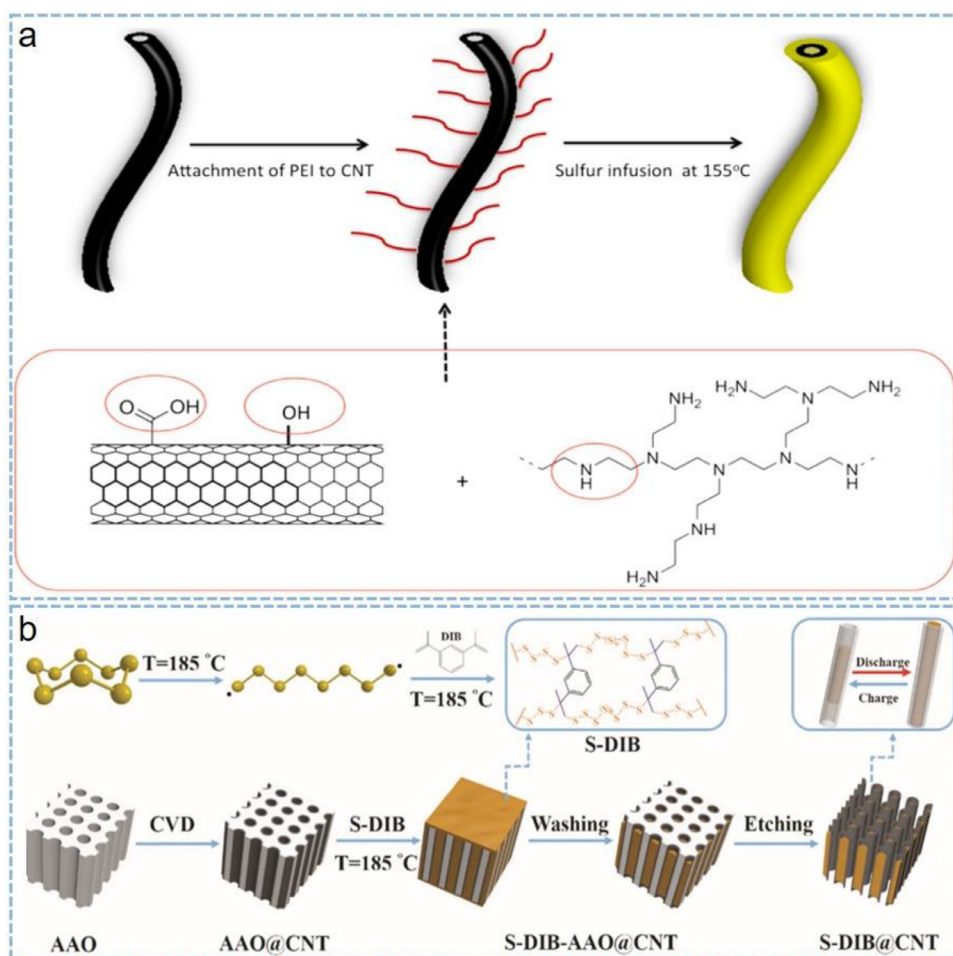 a
Attachment of PEI to CNT
Sulfur infusion at 155°C
O
OH
OH
+
H₂N
NH₂
NH₂
N
N
N
N
N
H
N
H
NH
H₂N
b
T=185 °C
DIB
T=185 °C
S-DIB
Discharge
Charge
CVD
S-DIB
T=185 °C
Washing
Etching
AAO
AAO@CNT
S-DIB-AAO@CNT
S-DIB@CNT